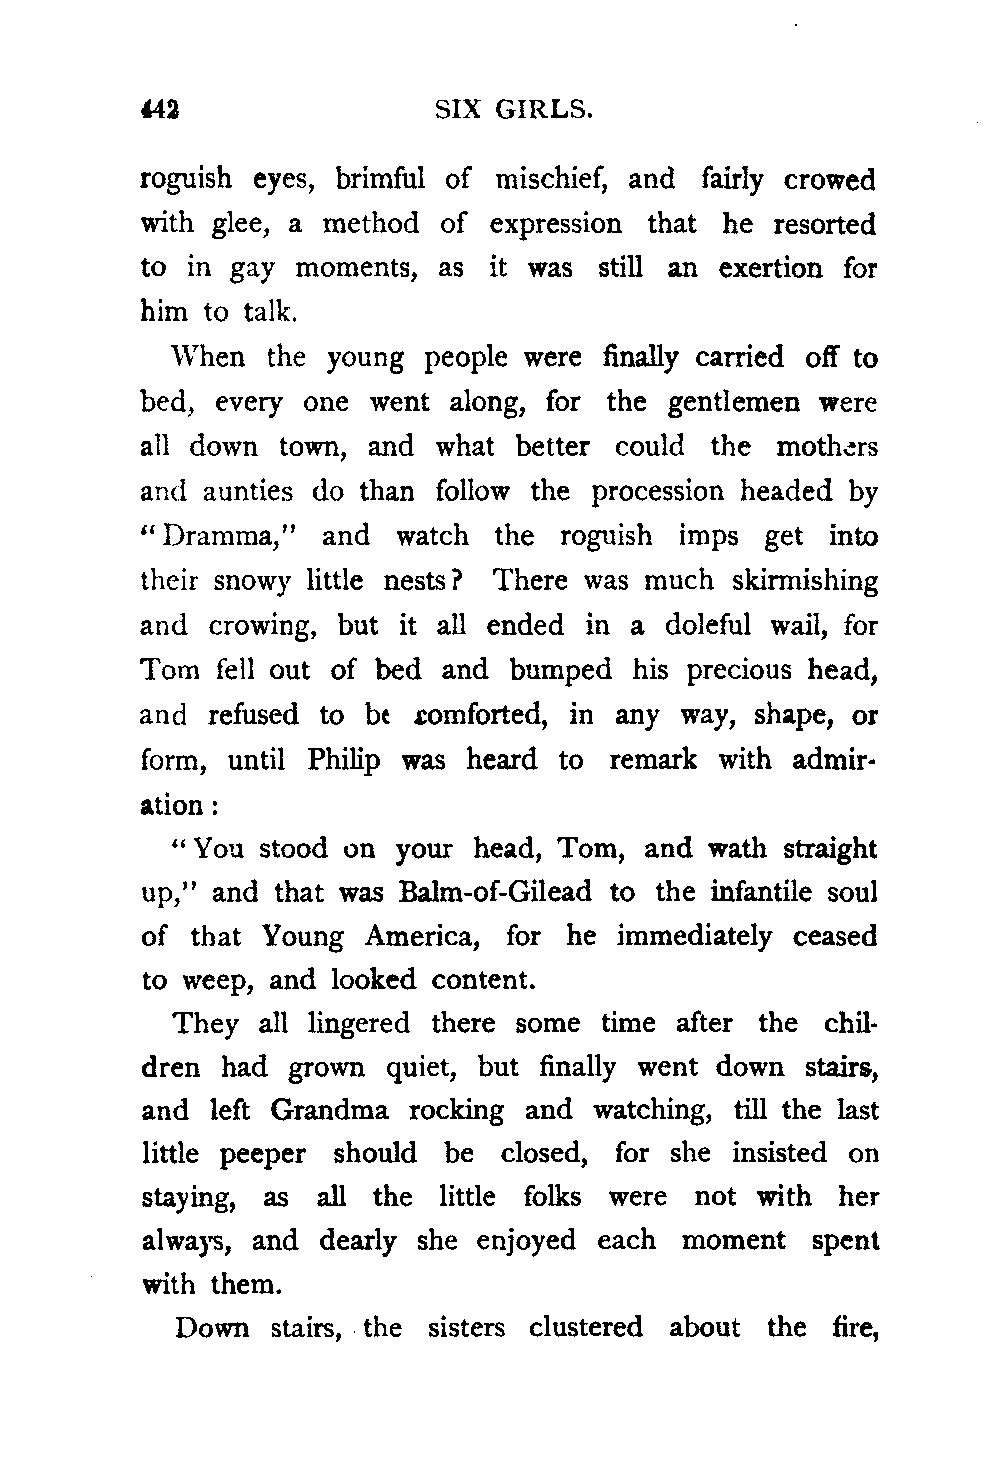 442 SIX GIRLS.
roguish eyes, brimful of mischief, and fairly crowed
with glee, a method of expression that he resorted
to in gay moments, as it was still an exertion for
him to talk.
When the young people were finally carried off to
bed, every one went along, for the gentlemen were
all down town, and what better could the mothers
and aunties do than follow the procession headed by
“Dramma,” and watch the roguish imps get into
their snowy little nests? There was much skirmishing
and crowing, but it all ended in a doleful wail, for
Tom fell out of bed and bumped his precious head,
and refused to be comforted, in any way, shape, or
form, until Philip was heard to remark with admir-
ation:
“You stood on your head, Tom, and wath straight
up,” and that was Balm-of-Gilead to the infantile soul
of that Young America, for he immediately ceased
to weep, and looked content.
They all lingered there some time after the chil-
dren had grown quiet, but finally went down stairs,
and left Grandma rocking and watching, till the last
little peeper should be closed, for she insisted on
staying, as all the little folks were not with her
always, and dearly she enjoyed each moment spent
with them.
Down stairs, the sisters clustered about the fire,